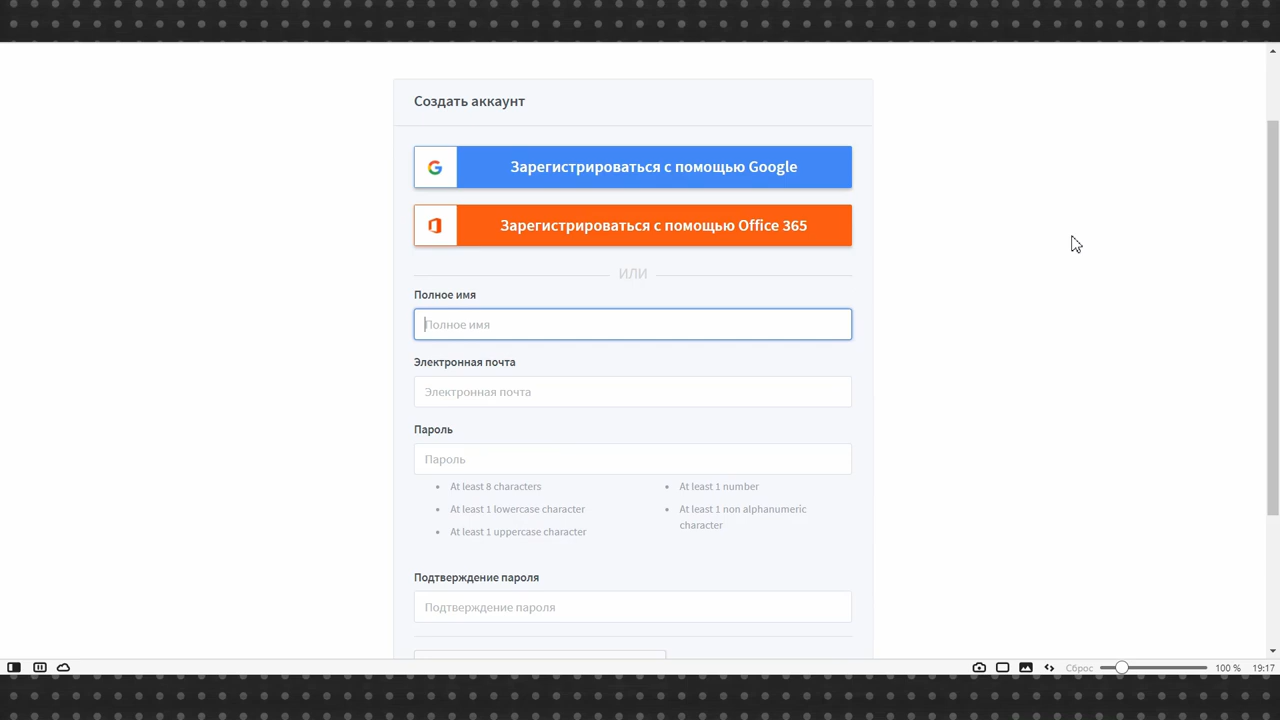 Создать аккаунт
Зарегистрироваться с помощью Google
Зарегистрироваться с помощью Office 365
ИЛИ
Полное имя
Полное имя
Электронная почта
Электронная почта
Пароль
Пароль
At least 8 characters
At least 1 lowercase character
At least 1 uppercase character
At least 1 number
At least 1 non alphanumeric
character
Подтверждение пароля
Подтверждение пароля
Сброс 100 % 19:17